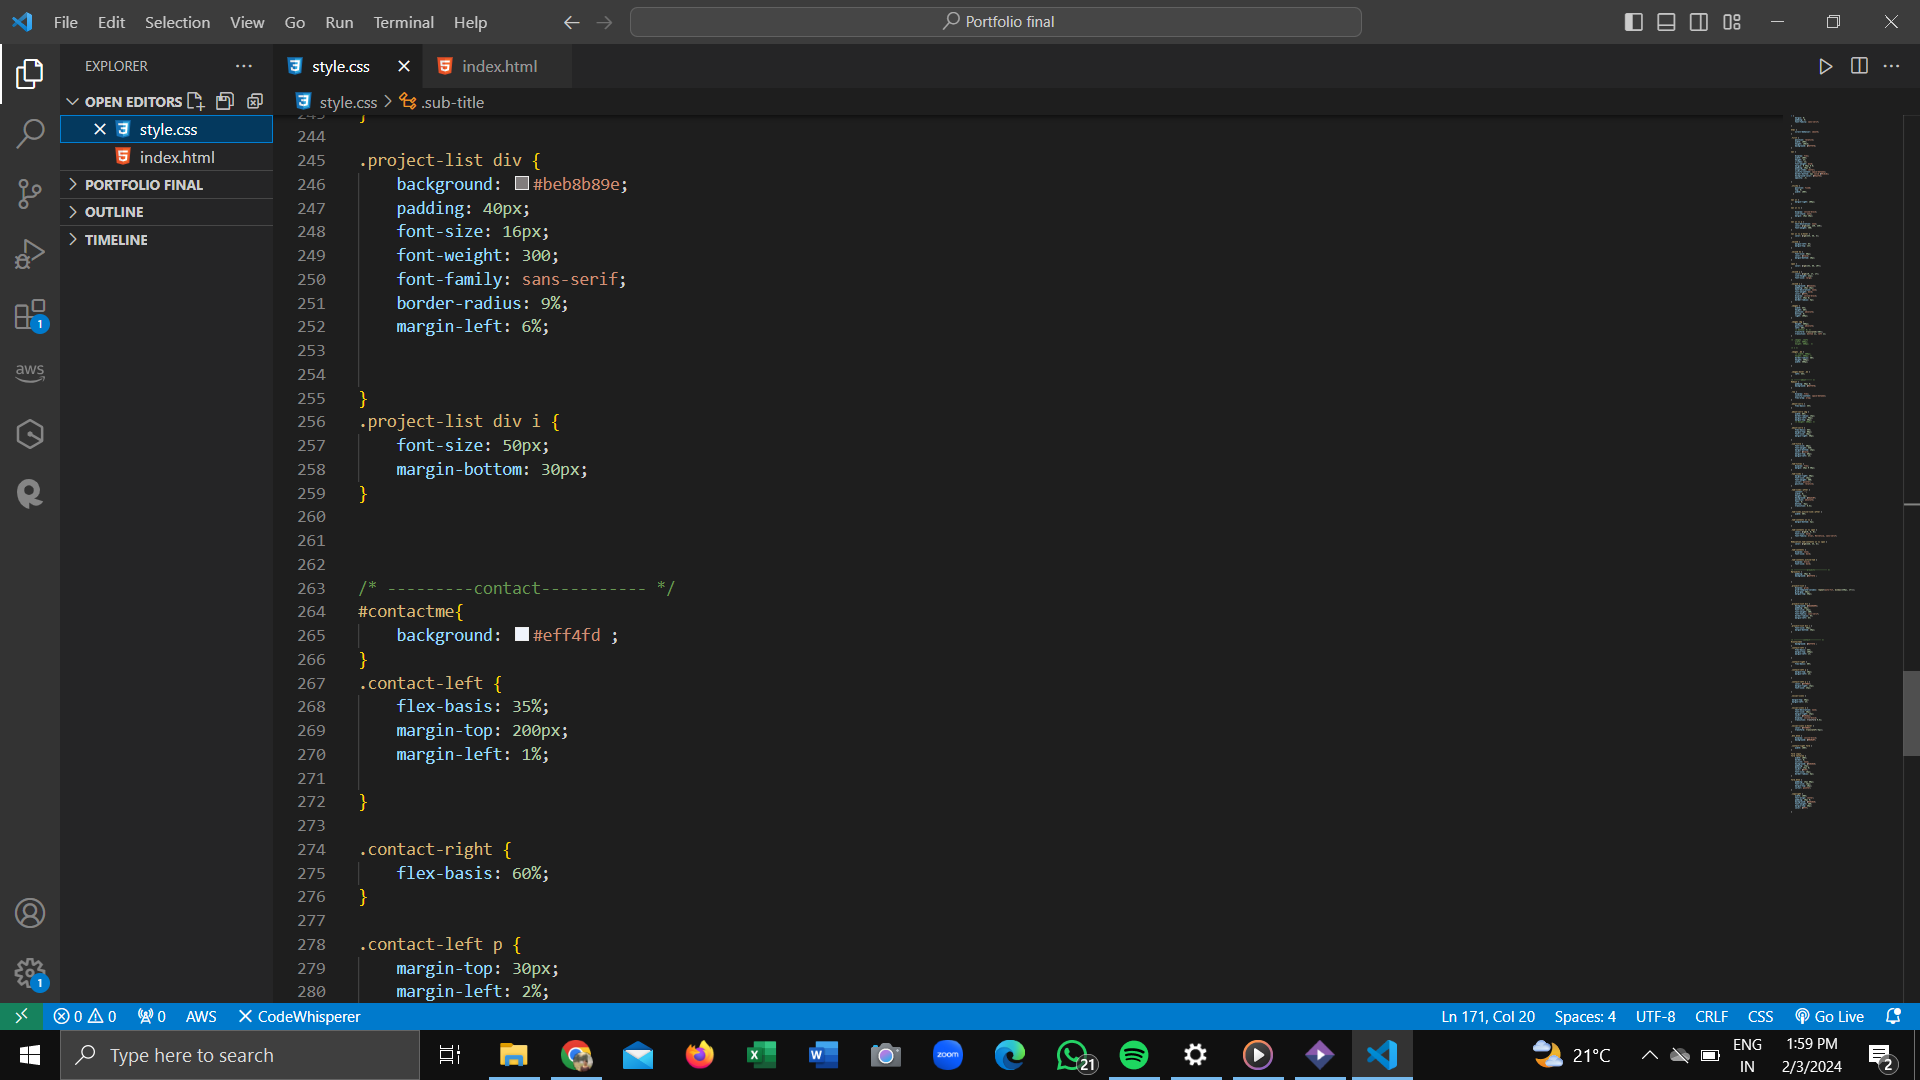 File Edit Selection View Go Run Terminal Help
Portfolio final
EXPLORER
style.css
index.html
OPEN EDITORS
style.css
index.html
PORTFOLIO FINAL
OUTLINE
TIMELINE
1
aws
1
style.css > .sub-title
244
245 .project-list div {
246 background: #beb8b89e;
247 padding: 40px;
248 font-size: 16px;
249 font-weight: 300;
250 font-family: sans-serif;
251 border-radius: 9%;
252 margin-left: 6%;
253
254
255 }
256 .project-list div i {
257 font-size: 50px;
258 margin-bottom: 30px;
259 }
260
261
262
263 /* ---------contact----------- */
264 #contactme{
265 background: #eff4fd ;
266 }
267 .contact-left {
268 flex-basis: 35%;
269 margin-top: 200px;
270 margin-left: 1%;
271
272 }
273
274 .contact-right {
275 flex-basis: 60%;
276 }
277
278 .contact-left p {
279 margin-top: 30px;
280 margin-left: 2%;
0 0 0 AWS CodeWhisperer
Ln 171, Col 20 Spaces: 4 UTF-8 CRLF CSS Go Live
Type here to search
zoom
21
21°C
ENG
IN
1:59 PM
2/3/2024
2